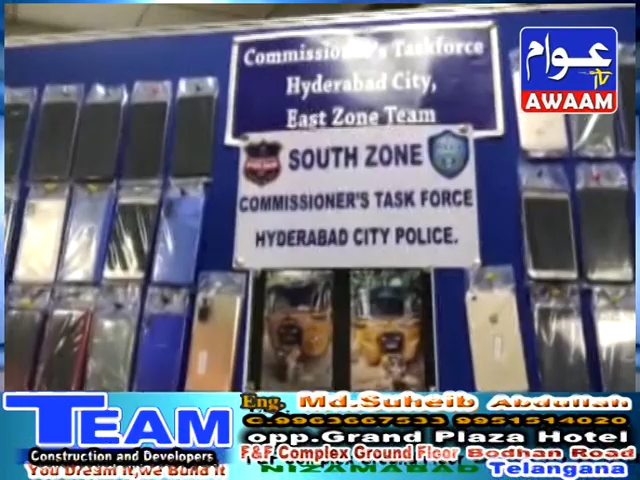 Commissioner's Taskforce
Hyderabad City,
East Zone Team
SOUTH ZONE
COMMISSIONER'S TASK FORCE
HYDERABAD CITY POLICE.
عوام
TV
AWAAM
TEAM
Construction and Developers
You Dream it,we Build it
Eng. Md.Suheib Abdullah
C.9963667533 9951514020
opp.Grand Plaza Hotel
F&F Complex Ground Floor Bodhan Road
NIZAMABAD Telangana